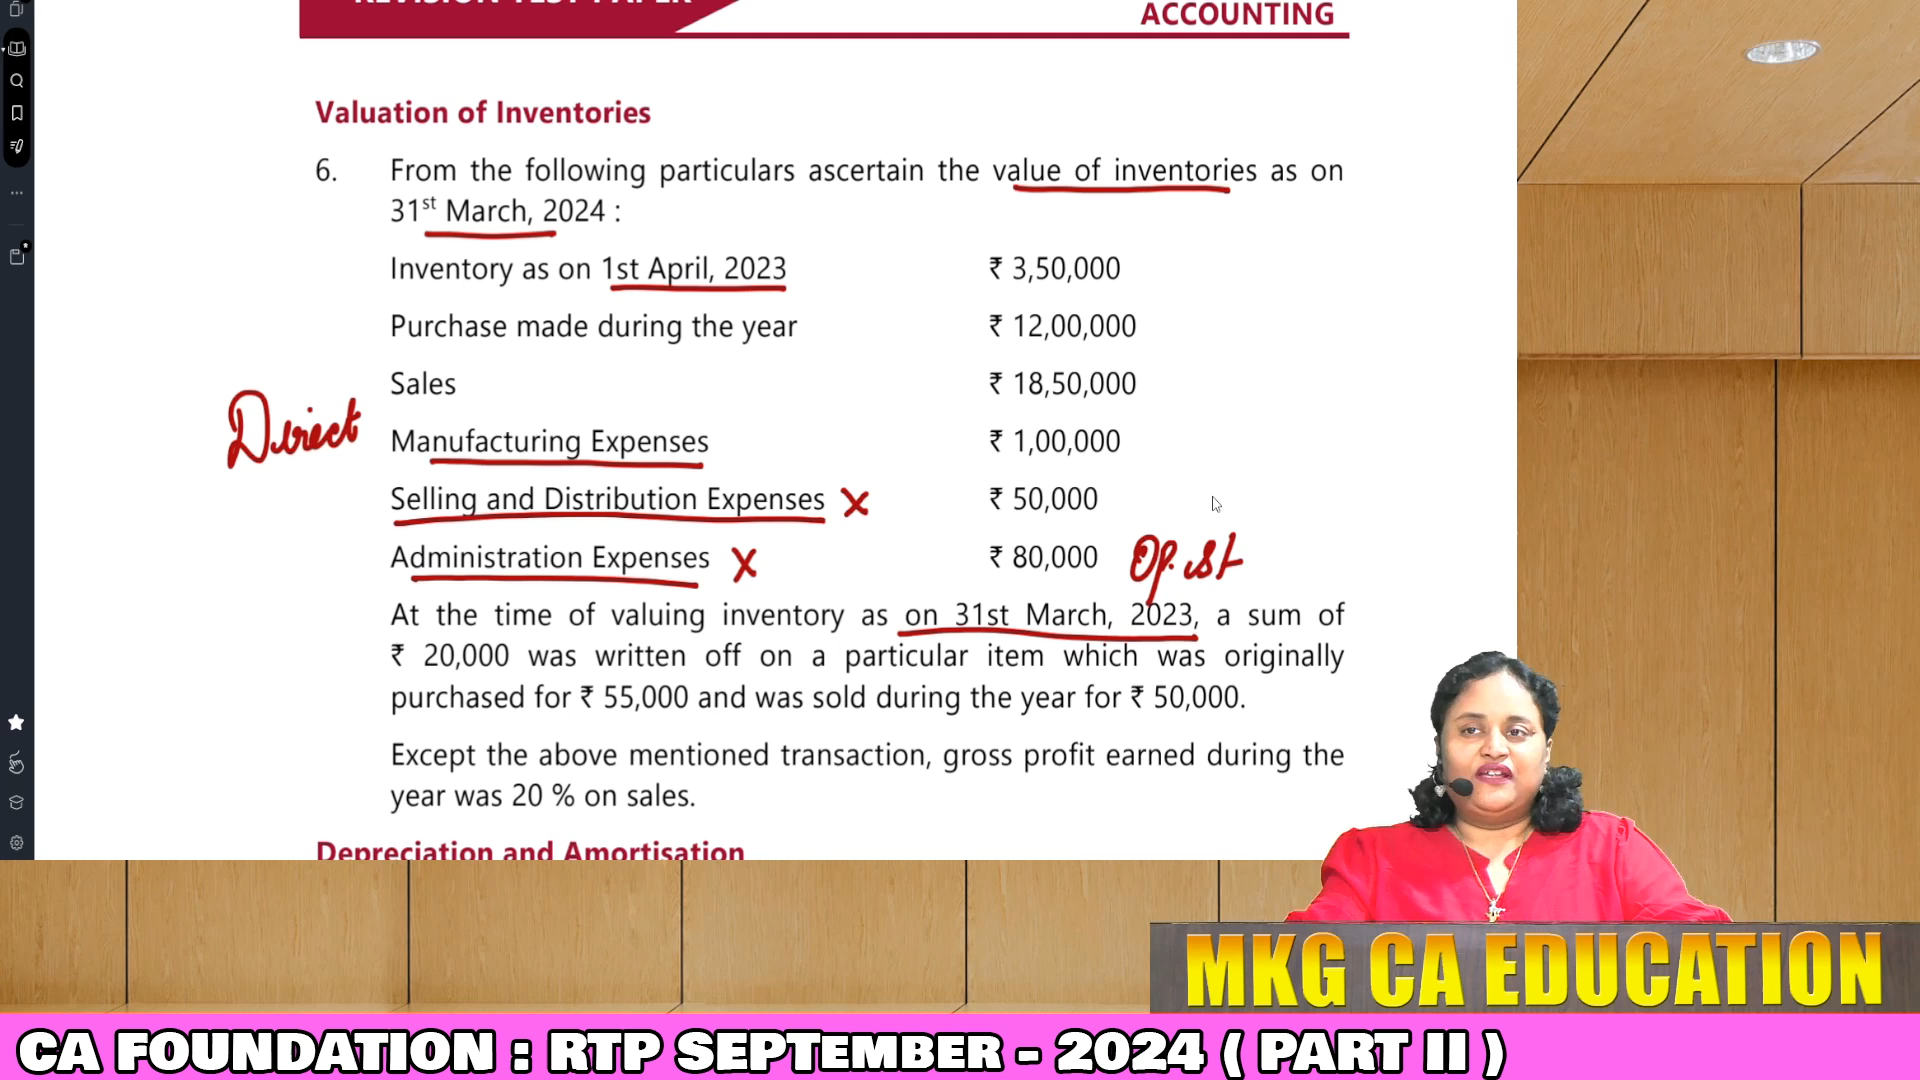 REVISION TEST PAPER
ACCOUNTING
Valuation of Inventories
6. From the following particulars ascertain the value of inventories as on
31st March, 2024 :
Inventory as on 1st April, 2023 ₹ 3,50,000
Purchase made during the year ₹ 12,00,000
Sales ₹ 18,50,000
Direct
Manufacturing Expenses ₹ 1,00,000
Selling and Distribution Expenses X ₹ 50,000
Administration Expenses X ₹ 80,000 Op. st
At the time of valuing inventory as on 31st March, 2023, a sum of
₹ 20,000 was written off on a particular item which was originally
purchased for ₹ 55,000 and was sold during the year for ₹ 50,000.
Except the above mentioned transaction, gross profit earned during the
year was 20 % on sales.
Depreciation and Amortisation
MKG CA EDUCATION
CA FOUNDATION : RTP SEPTEMBER - 2024 ( PART II )